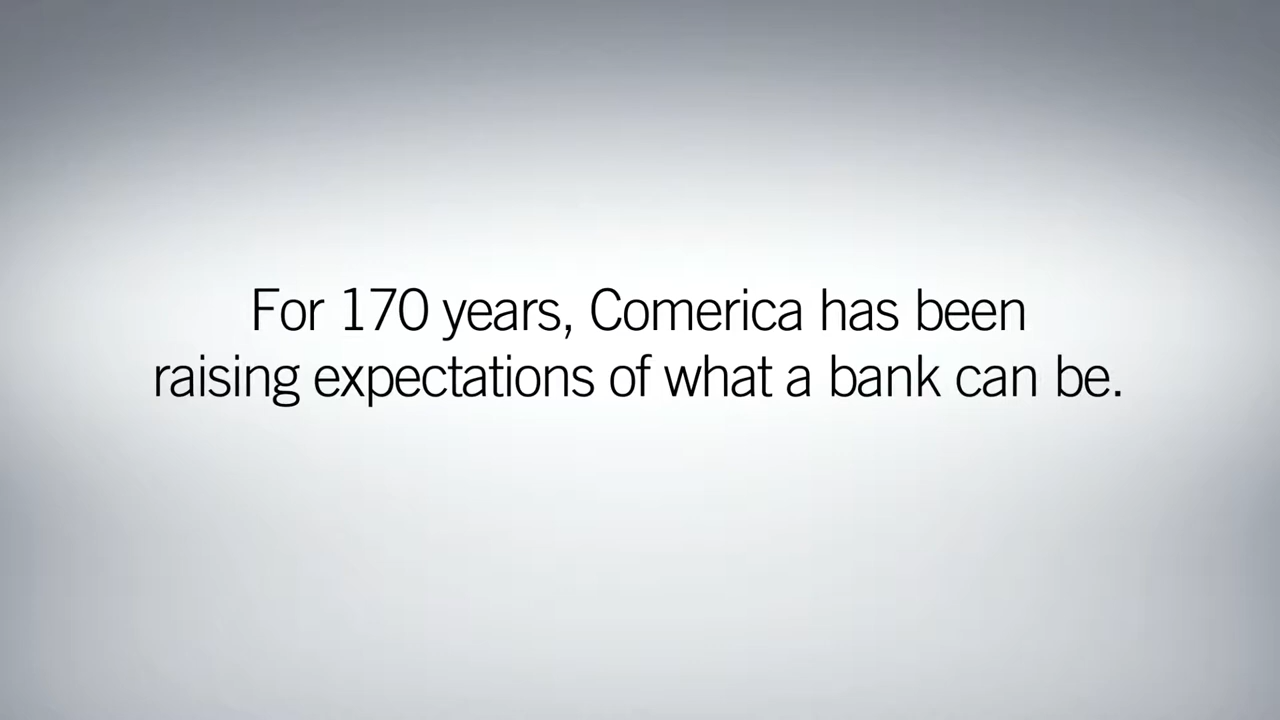 For 170 years, Comerica has been
raising expectations of what a bank can be.